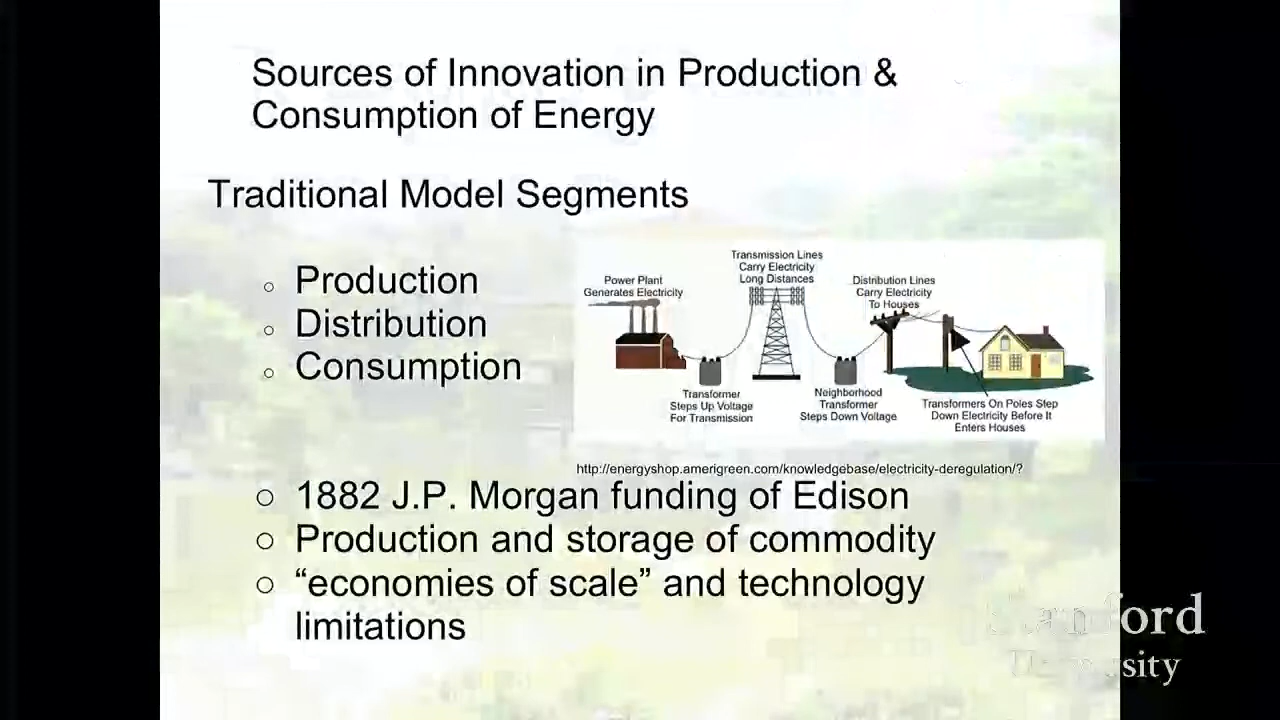 Sources of Innovation in Production &
Consumption of Energy
Traditional Model Segments
Production
Distribution
Consumption
Power Plant
Generates Electricity
Transmission Lines
Carry Electricity
Long Distances
Distribution Lines
Carry Electricity
To Houses
Transformer
Steps Up Voltage
For Transmission
Neighborhood
Transformer
Steps Down Voltage
Transformers On Poles Step
Down Electricity Before It
Enters Houses
http://energyshop.amerigreen.com/knowledgebase/electricity-deregulation/?
1882 J.P. Morgan funding of Edison
Production and storage of commodity
“economies of scale” and technology
limitations
Stanford
University